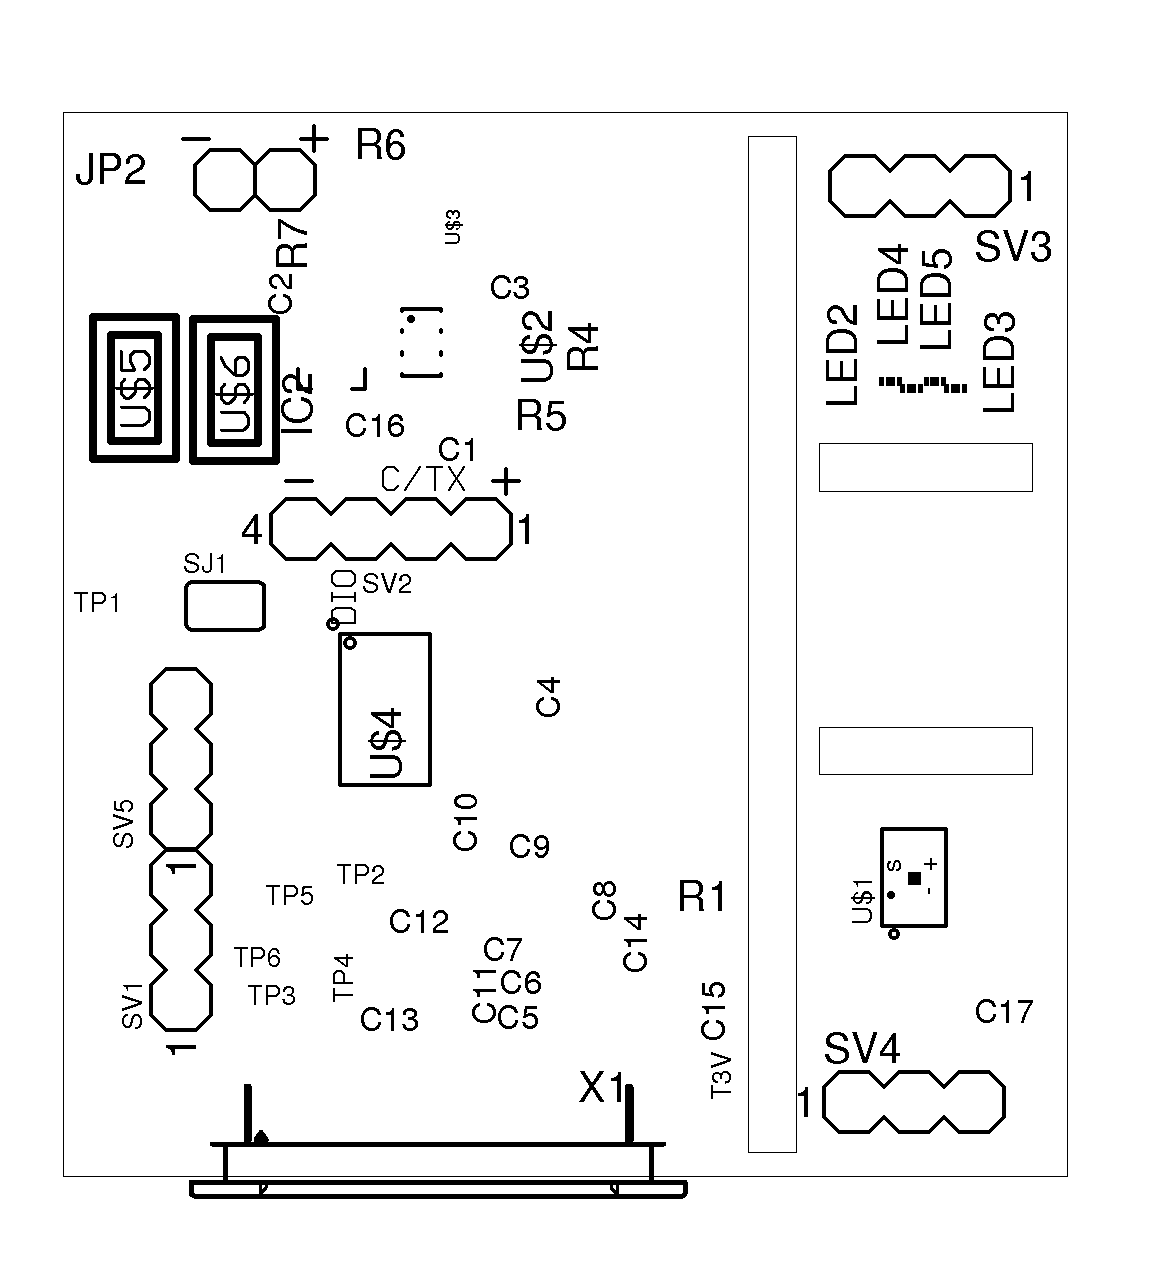 − +
R6
JP2
1
U$3
R7
SV3
LED4
LED5
C2
C3
LED2
U$2
R4
LED3
U$5
U$6
IC2
R5
C16
C1
C/TX
− +
4
1
SJ1
DIO
SV2
TP1
C4
U$4
SV5
C10
C9
1
TP2
TP5
C8
R1
S
+
-
U$1
C12
C14
C7
TP6
TP4
C6
TP3
C11
SV1
C5
C13
C15
C17
1
SV4
T3V
X1
1